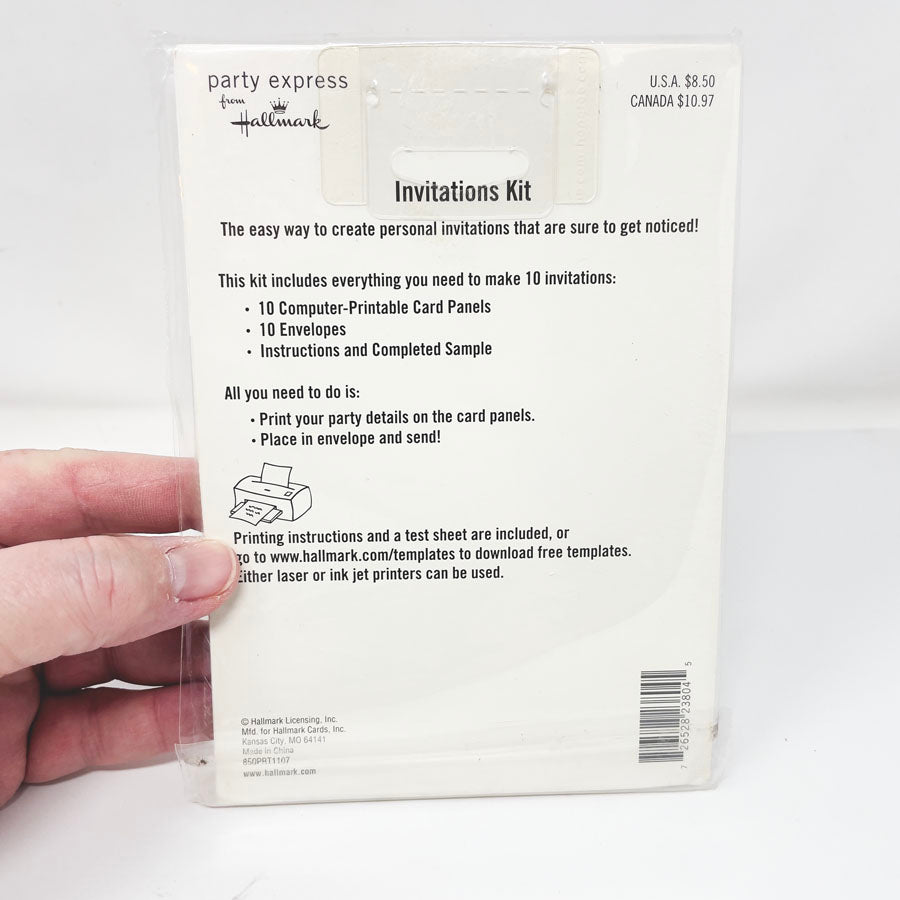 party express
from
Hallmark
U.S.A. $8.50
CANADA $10.97
Invitations Kit
The easy way to create personal invitations that are sure to get noticed!
This kit includes everything you need to make 10 invitations:
• 10 Computer-Printable Card Panels
• 10 Envelopes
• Instructions and Completed Sample
All you need to do is:
• Print your party details on the card panels.
• Place in envelope and send!
Printing instructions and a test sheet are included, or
go to www.hallmark.com/templates to download free templates.
Either laser or ink jet printers can be used.
© Hallmark Licensing, Inc.
Mfd. for Hallmark Cards, Inc.
Kansas City, MO 64141
Made in China
850PRT1107
www.hallmark.com
7 26528 23804 5